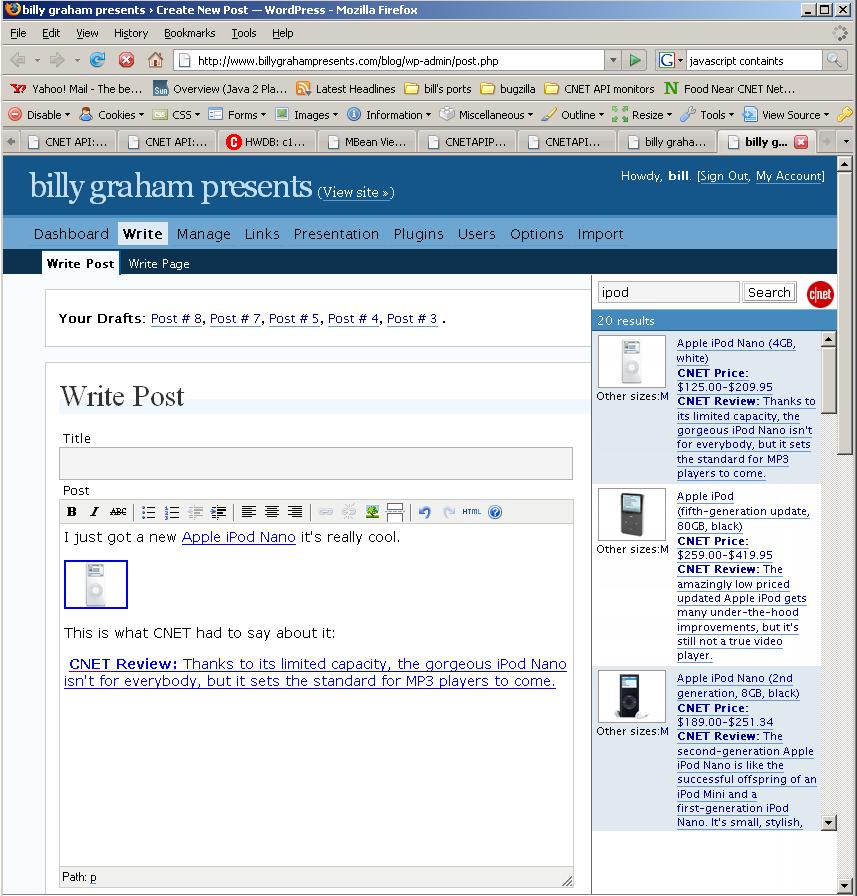 billy graham presents › Create New Post — WordPress - Mozilla Firefox
File Edit View History Bookmarks Tools Help
http://www.billygrahampresents.com/blog/wp-admin/post.php
G javascript containts
Yahoo! Mail - The be... Sun Overview (Java 2 Pla... Latest Headlines bill's ports bugzilla CNET API monitors N Food Near CNET Net...
Disable Cookies CSS Forms Images Information Miscellaneous Outline Resize Tools View Source
CNET API:... CNET API:... HWDB: c1... MBean Vie... CNETAPIP... CNETAPI... billy graha... billy g...
billy graham presents (View site »)
Howdy, bill. [Sign Out, My Account]
Dashboard Write Manage Links Presentation Plugins Users Options Import
Write Post Write Page
Your Drafts: Post # 8, Post # 7, Post # 5, Post # 4, Post # 3 .
Write Post
Title
Post
B I ABC HTML
I just got a new Apple iPod Nano it's really cool.
This is what CNET had to say about it:
CNET Review: Thanks to its limited capacity, the gorgeous iPod Nano
isn't for everybody, but it sets the standard for MP3 players to come.
Path: p
ipod Search c|net
20 results
Apple iPod Nano (4GB,
white)
CNET Price:
$125.00-$209.95
Other sizes:M
CNET Review: Thanks to
its limited capacity, the
gorgeous iPod Nano isn't
for everybody, but it sets
the standard for MP3
players to come.
Apple iPod
(fifth-generation update,
80GB, black)
CNET Price:
Other sizes:M
$259.00-$419.95
CNET Review: The
amazingly low priced
updated Apple iPod gets
many under-the-hood
improvements, but it's
still not a true video
player.
Apple iPod Nano (2nd
generation, 8GB, black)
CNET Price:
$189.00-$251.34
Other sizes:M
CNET Review: The
second-generation Apple
iPod Nano is like the
successful offspring of an
iPod Mini and a
first-generation iPod
Nano. It's small, stylish,